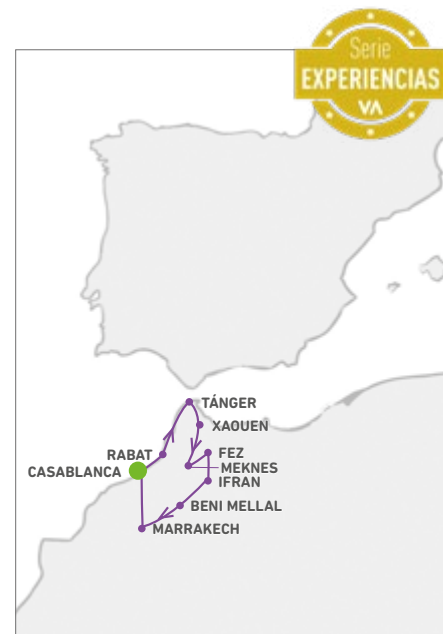 Serie
EXPERIENCIAS
VA
TÁNGER
XAOUEN
RABAT
FEZ
CASABLANCA
MEKNES
IFRAN
BENI MELLAL
MARRAKECH